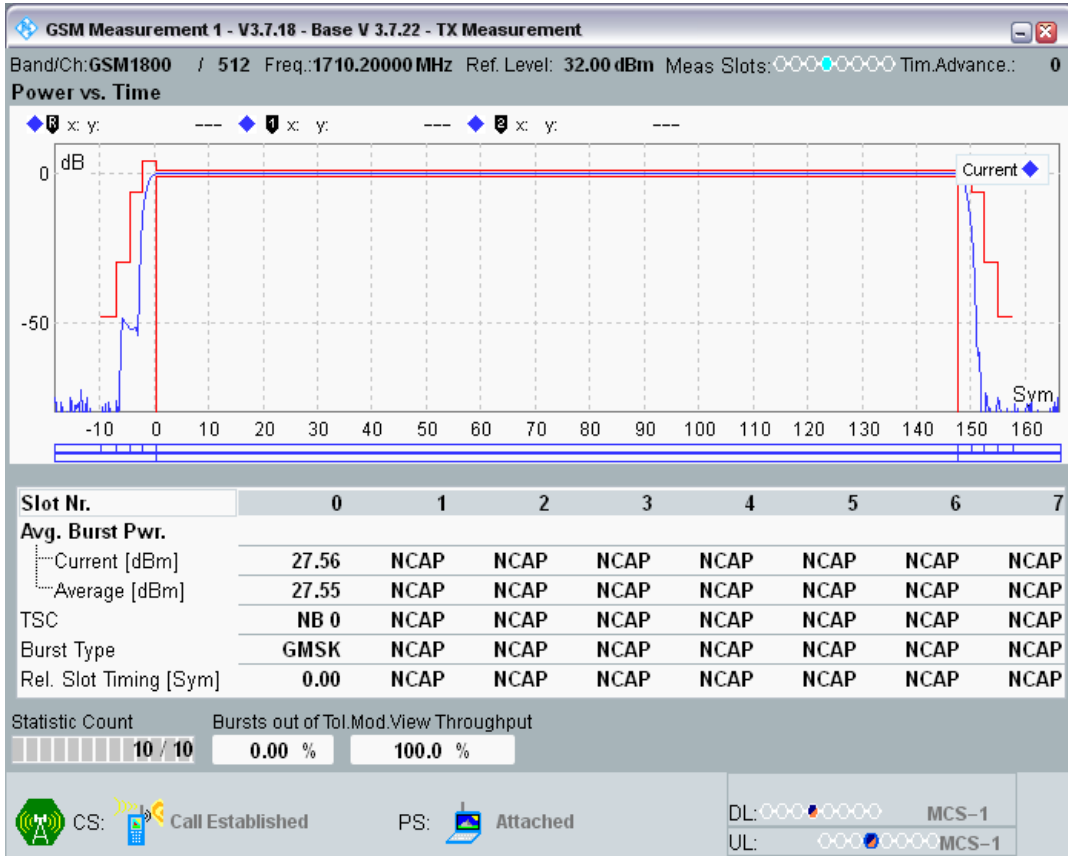 GSM Measurement 1 - V3.7.18 - Base V 3.7.22 - TX Measurement
Band/Ch:GSM1800 / 512 Freq.:1710.20000 MHz Ref. Level: 32.00 dBm Meas Slots: Tim.Advance.: 0
Power vs. Time
R x: y: --- 1 x: y: --- 2 x: y: ---
dB
0
Current
-50
Sym
-10 0 10 20 30 40 50 60 70 80 90 100 110 120 130 140 150 160
Slot Nr. 0 1 2 3 4 5 6 7
Avg. Burst Pwr.
Current [dBm] 27.56 NCAP NCAP NCAP NCAP NCAP NCAP NCAP
Average [dBm] 27.55 NCAP NCAP NCAP NCAP NCAP NCAP NCAP
TSC NB 0 NCAP NCAP NCAP NCAP NCAP NCAP NCAP
Burst Type GMSK NCAP NCAP NCAP NCAP NCAP NCAP NCAP
Rel. Slot Timing [Sym] 0.00 NCAP NCAP NCAP NCAP NCAP NCAP NCAP
Statistic Count Bursts out of Tol.Mod.View Throughput
10 / 10 0.00 % 100.0 %
CS: Call Established PS: Attached
DL: MCS-1
UL: MCS-1